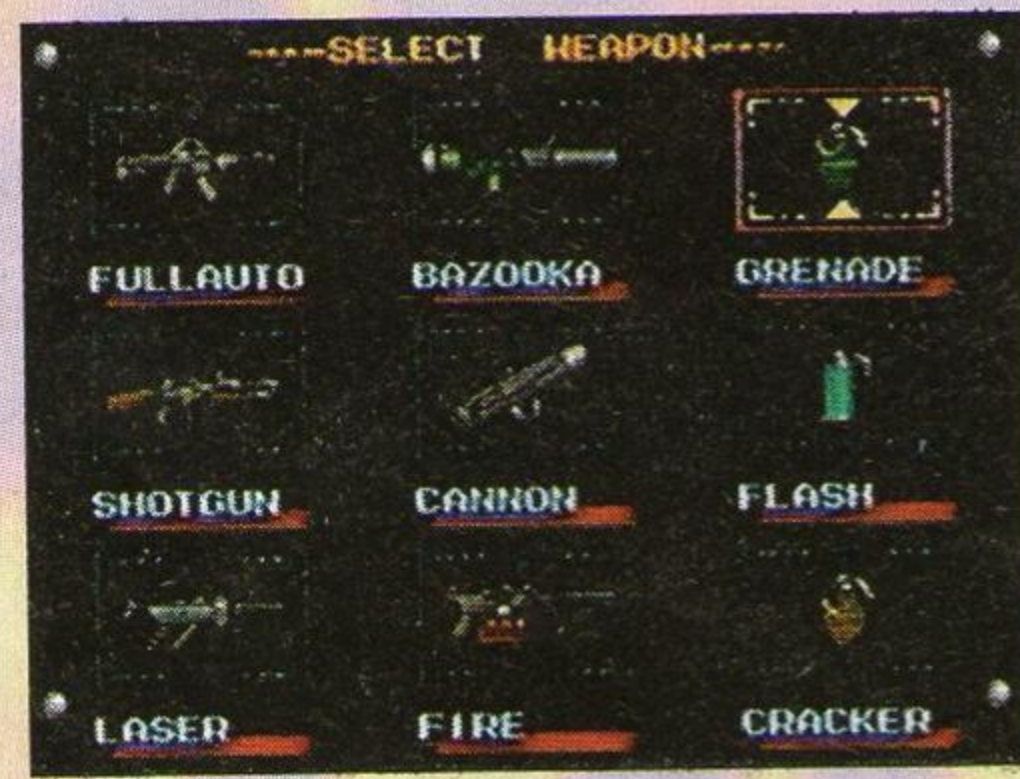 ----SELECT WEAPON----
FULLAUTO BAZOOKA GRENADE
SHOTGUN CANNON FLASH
LASER FIRE CRACKER